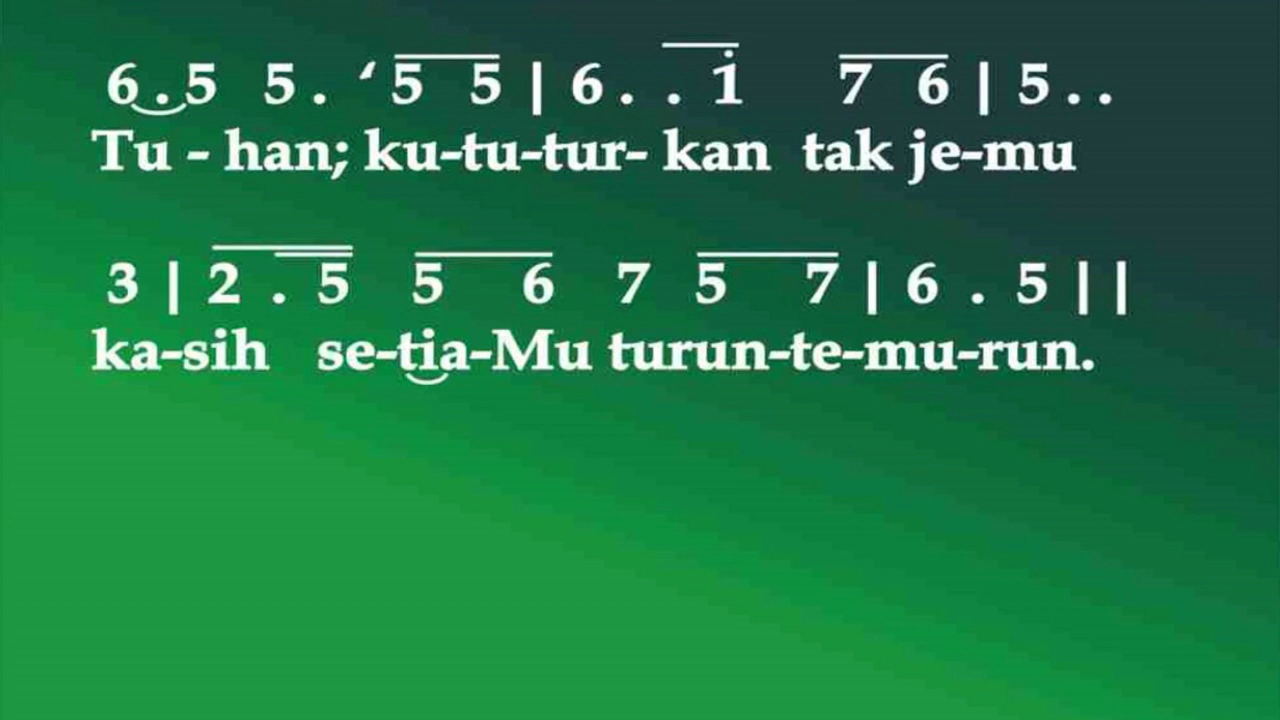 6 . 5 5 . ‘ 5 5 | 6 . . 1̇ 7 6 | 5 . .
Tu - han; ku-tu-tur- kan tak je-mu
3 | 2 . 5 5 6 7 5 7 | 6 . 5 | |
ka-sih se-tia-Mu turun-te-mu-run.